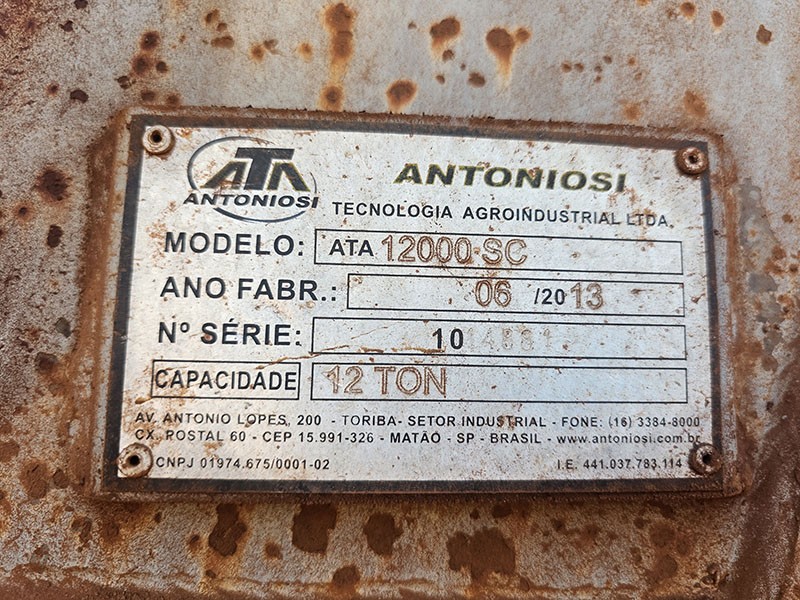 ATA
ANTONIOSI
ANTONIOSI
TECNOLOGIA AGROINDUSTRIAL LTDA.
MODELO: ATA 12000-SC
ANO FABR.: 06 /2013
Nº SÉRIE:
CAPACIDADE 12 TON
AV. ANTONIO LOPES, 200 - TORIBA- SETOR INDUSTRIAL - FONE: (16) 3384-8000
CX. POSTAL 60 - CEP 15.991-326 - MATÃO - SP - BRASIL - www.antoniosi.com.br
CNPJ 01974.675/0001-02 I.E. 441.037.783.114